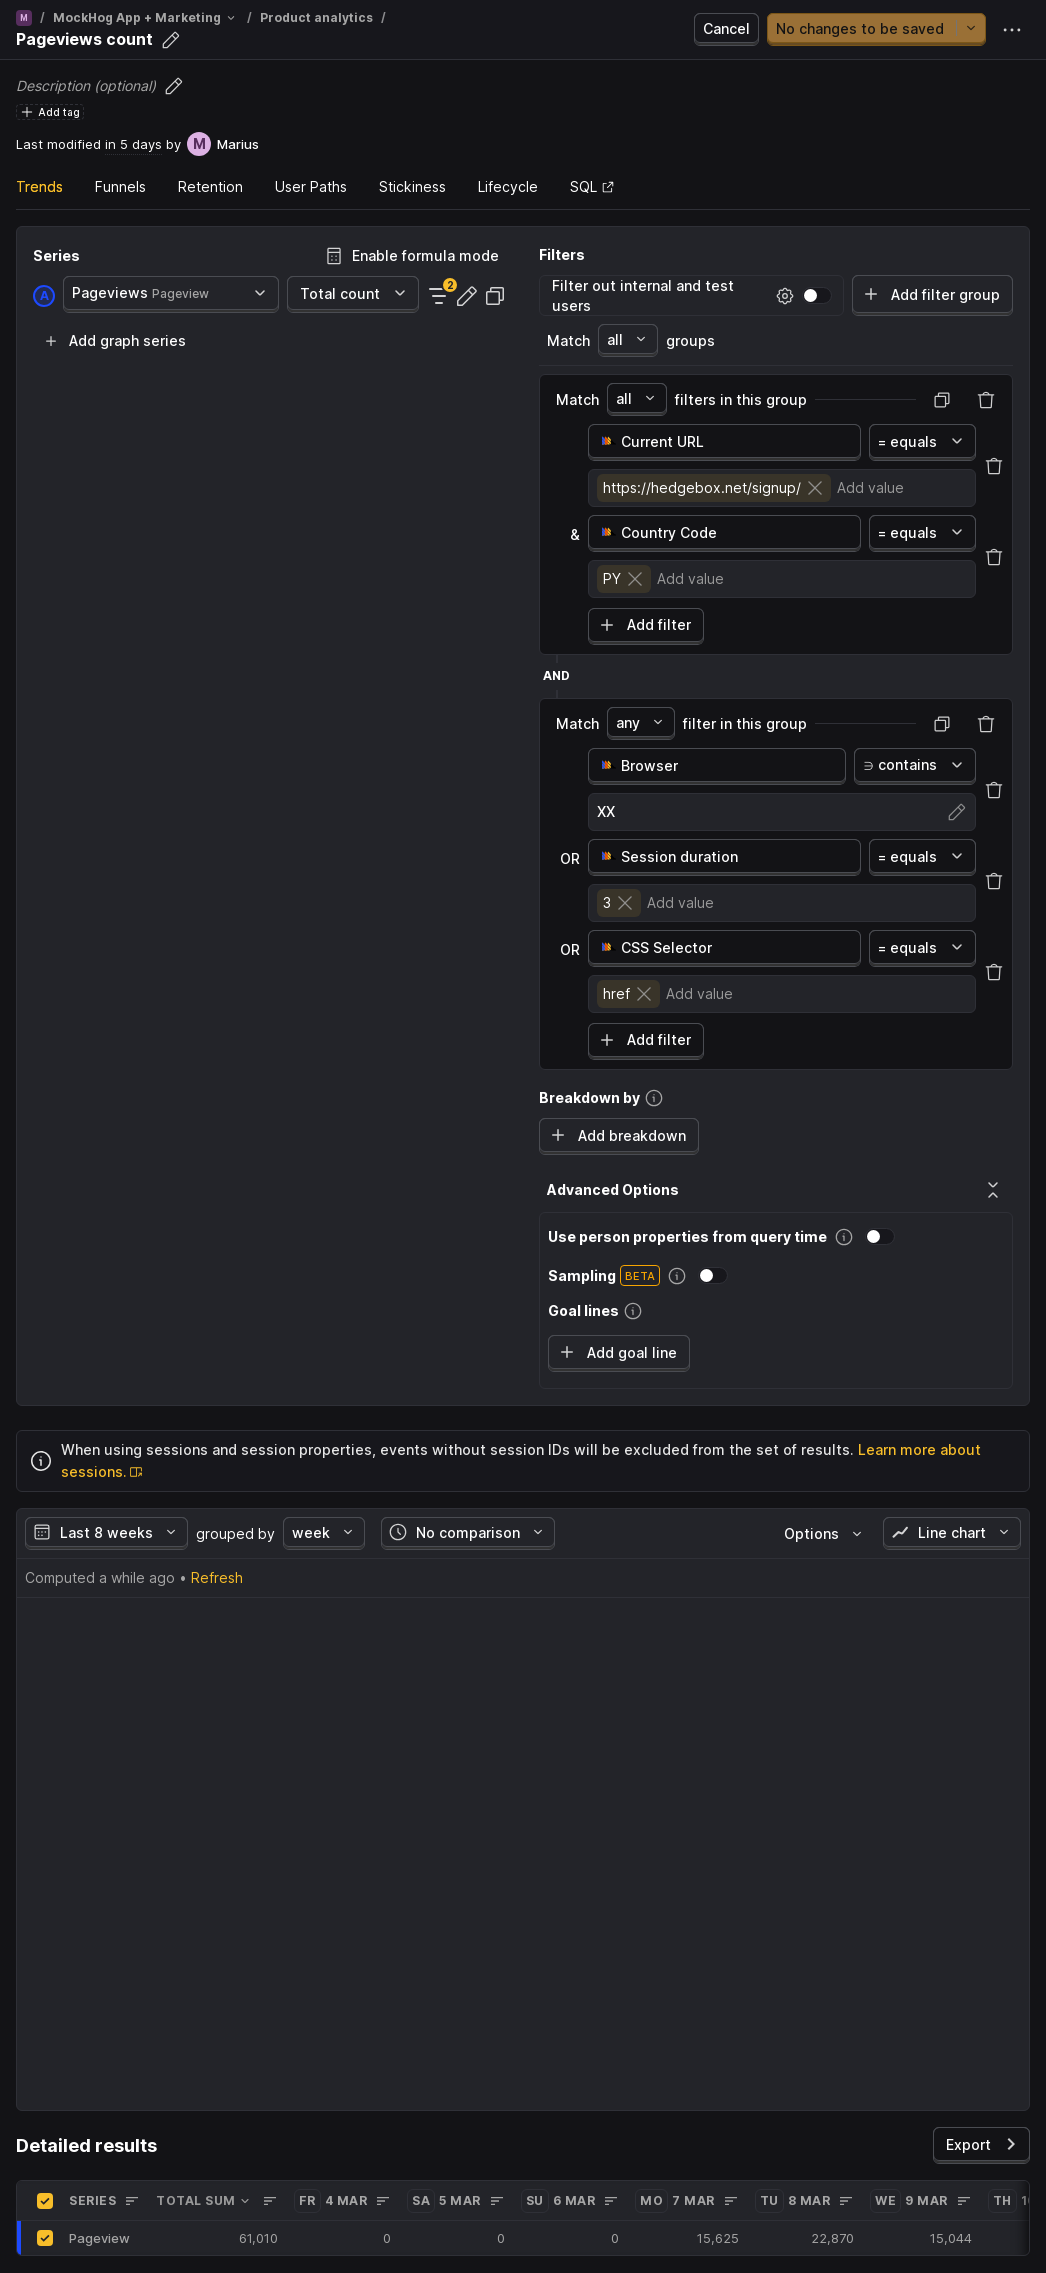 M / MockHog App + Marketing / Product analytics /
Pageviews count
Cancel
No changes to be saved
Description (optional)
Add tag
Last modified in 5 days by M Marius
Trends
Funnels
Retention
User Paths
Stickiness
Lifecycle
SQL
Series
Enable formula mode
A
Pageviews Pageview
Total count
2
Add graph series
Filters
Filter out internal and test
users
Add filter group
Match all groups
Match all filters in this group
Current URL
= equals
https://hedgebox.net/signup/
Add value
&
Country Code
= equals
PY
Add value
Add filter
AND
Match any filter in this group
Browser
∋ contains
XX
OR
Session duration
= equals
3
Add value
OR
CSS Selector
= equals
href
Add value
Add filter
Breakdown by
Add breakdown
Advanced Options
Use person properties from query time
Sampling BETA
Goal lines
Add goal line
When using sessions and session properties, events without session IDs will be excluded from the set of results. Learn more about
sessions.
Last 8 weeks grouped by week
No comparison
Options
Line chart
Computed a while ago • Refresh
Detailed results
Export
SERIES TOTAL SUM FR 4 MAR SA 5 MAR SU 6 MAR MO 7 MAR TU 8 MAR WE 9 MAR TH
Pageview 61,010 0 0 0 15,625 22,870 15,044